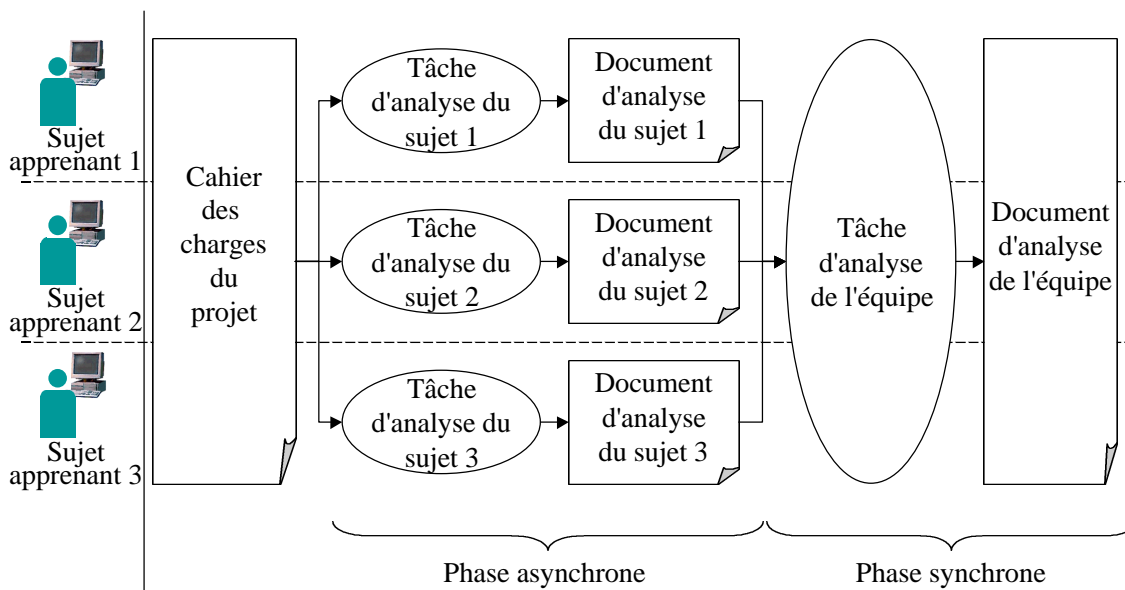 Sujet
apprenant 1
Sujet
apprenant 2
Sujet
apprenant 3
Cahier
des
charges
du
projet
Tâche
d'analyse du
sujet 1
Document
d'analyse
du sujet 1
Tâche
d'analyse du
sujet 2
Document
d'analyse
du sujet 2
Tâche
d'analyse du
sujet 3
Document
d'analyse
du sujet 3
Tâche
d'analyse
de l'équipe
Document
d'analyse
de l'équipe
Phase asynchrone
Phase synchrone